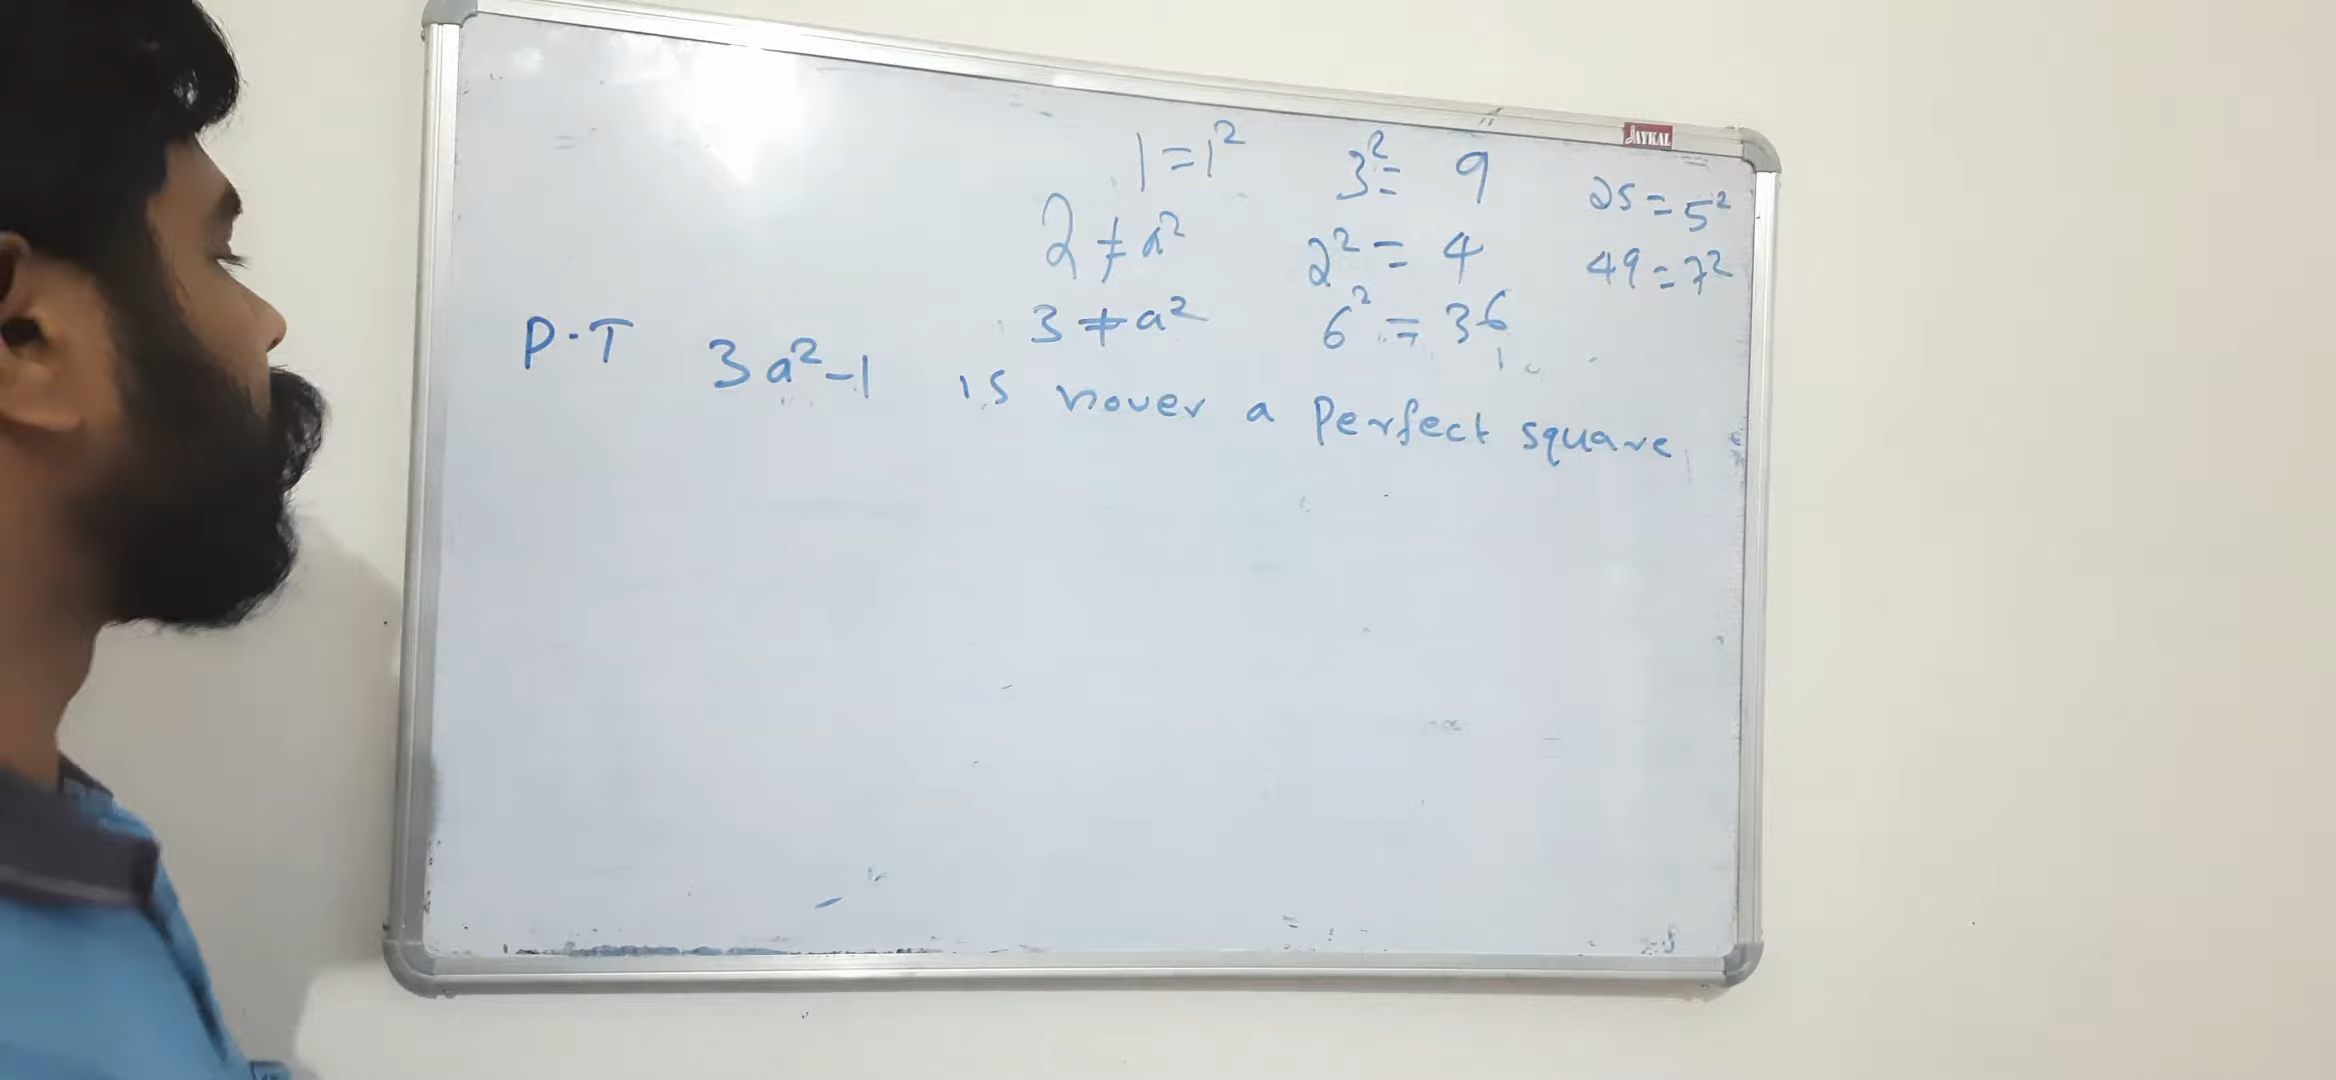 1 = 1²
2 ≠ a²
3 ≠ a²
3² = 9
2² = 4
6² = 36
25 = 5²
49 = 7²
P.T 3a²-1 is never a Perfect square
JAYKAL